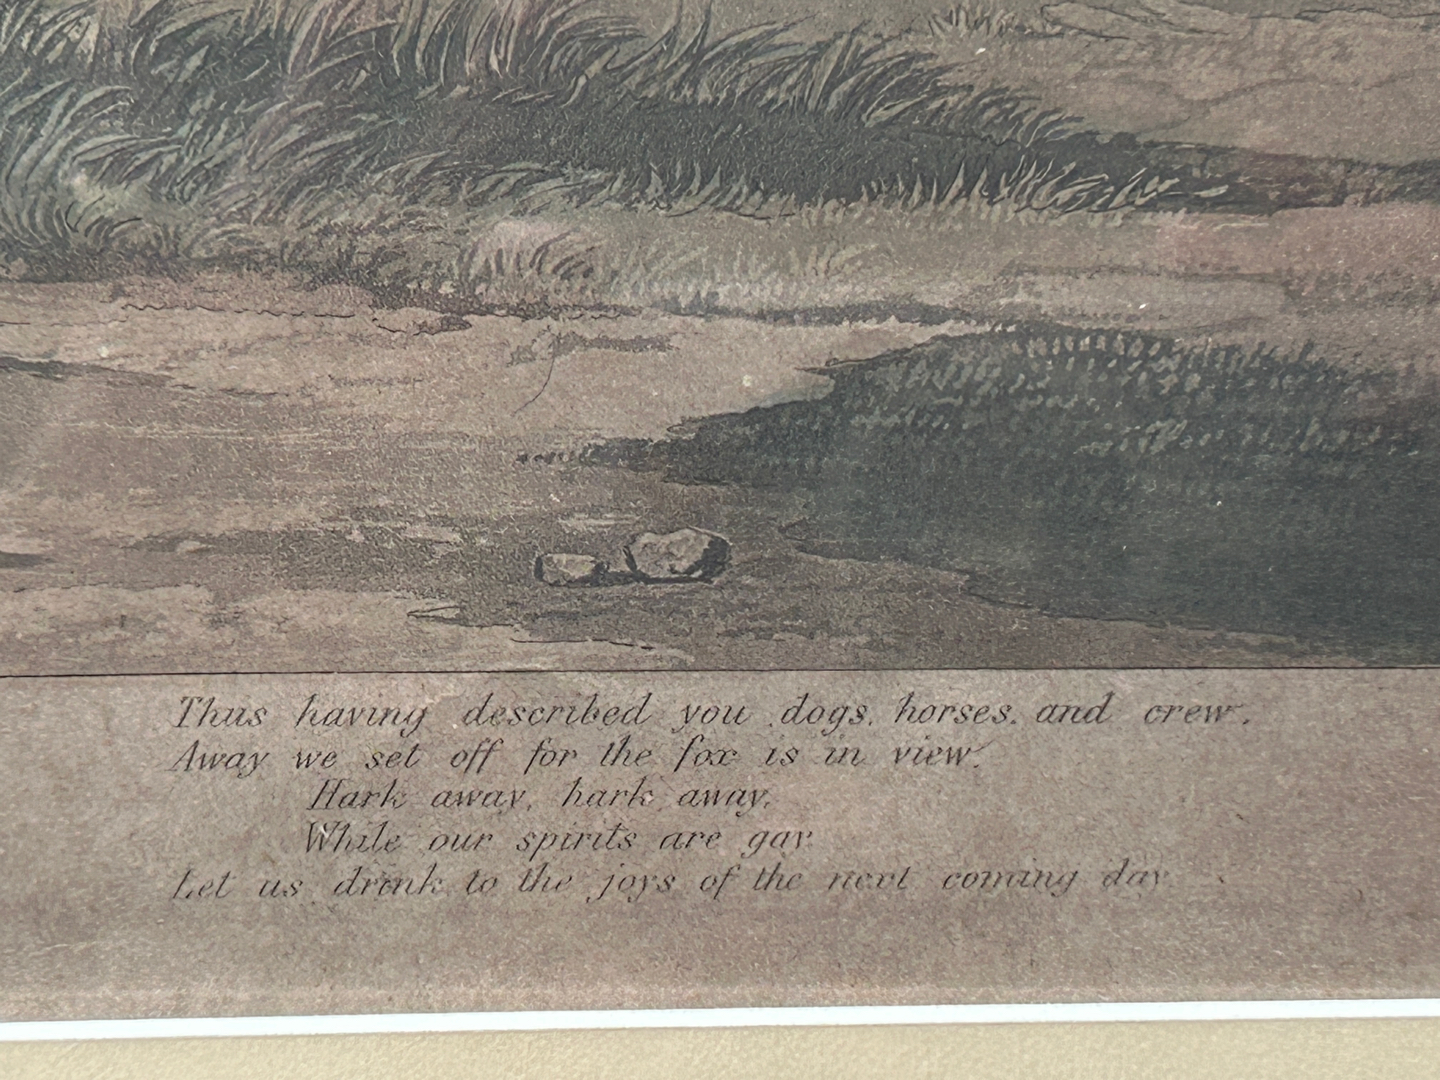 Thus having described you dogs, horses, and crew,
Away we set off for the fox is in view.
Hark away, hark away,
While our spirits are gay
Let us drink to the joys of the next coming day